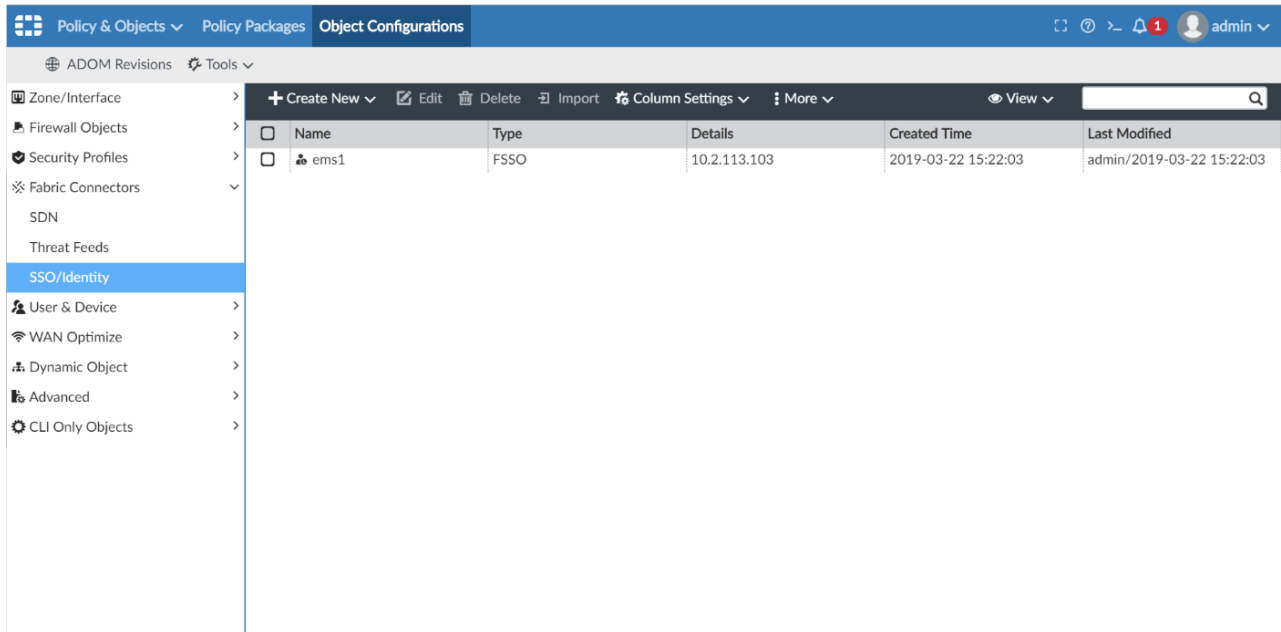 Policy & Objects Policy Packages Object Configurations 1 admin
ADOM Revisions Tools
Zone/Interface
Firewall Objects
Security Profiles
Fabric Connectors
SDN
Threat Feeds
SSO/Identity
User & Device
WAN Optimize
Dynamic Object
Advanced
CLI Only Objects
Create New Edit Delete Import Column Settings More View
Name Type Details Created Time Last Modified
ems1 FSSO 10.2.113.103 2019-03-22 15:22:03 admin/2019-03-22 15:22:03